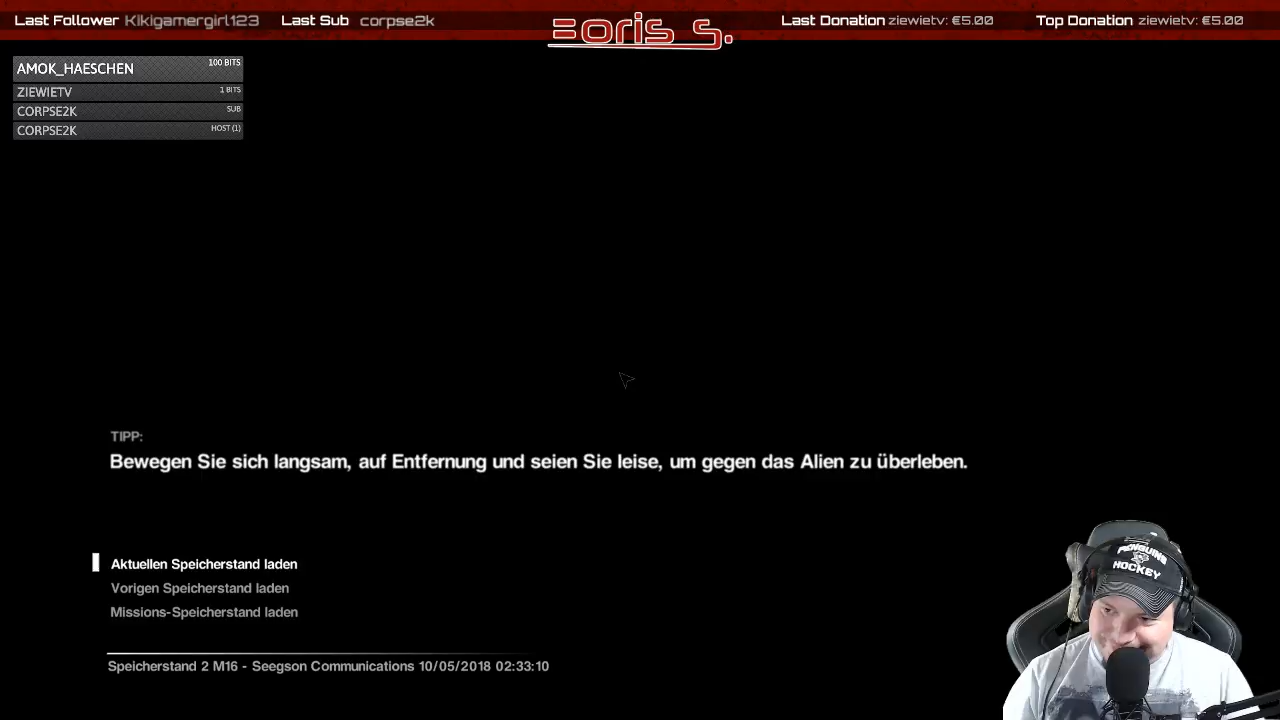 Last Follower Kikigamergirl123 Last Sub corpse2k
Boris S.
Last Donation ziewietv: €5.00 Top Donation ziewietv: €5.00
AMOK_HAESCHEN 100 BITS
ZIEWIETV 1 BITS
CORPSE2K SUB
CORPSE2K HOST (1)
TIPP:
Bewegen Sie sich langsam, auf Entfernung und seien Sie leise, um gegen das Alien zu überleben.
Aktuellen Speicherstand laden
Vorigen Speicherstand laden
Missions-Speicherstand laden
Speicherstand 2 M16 - Seegson Communications 10/05/2018 02:33:10
PENGUINS
HOCKEY